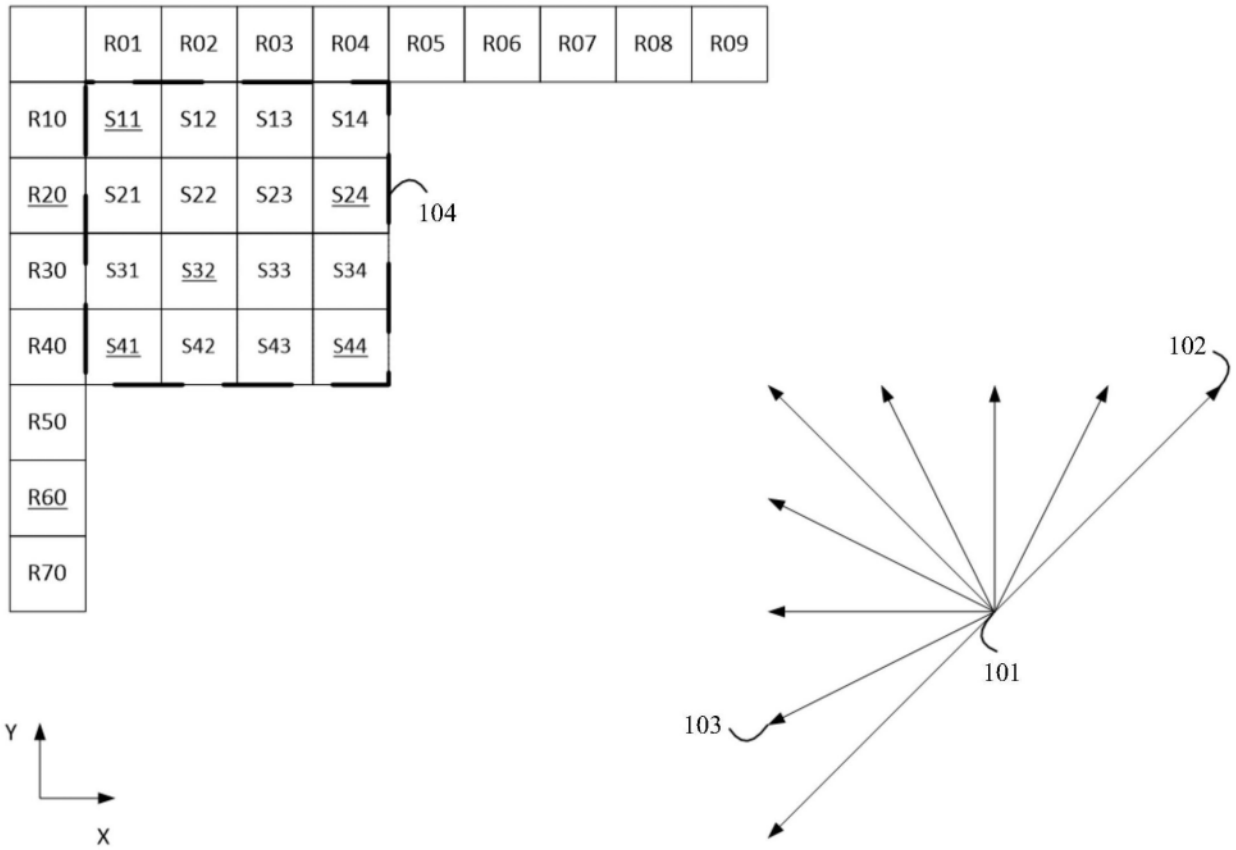 R01 R02 R03 R04 R05 R06 R07 R08 R09
R10 S11 S12 S13 S14
R20 S21 S22 S23 S24
104
R30 S31 S32 S33 S34
R40 S41 S42 S43 S44
102
R50
R60
R70
101
103
Y
X